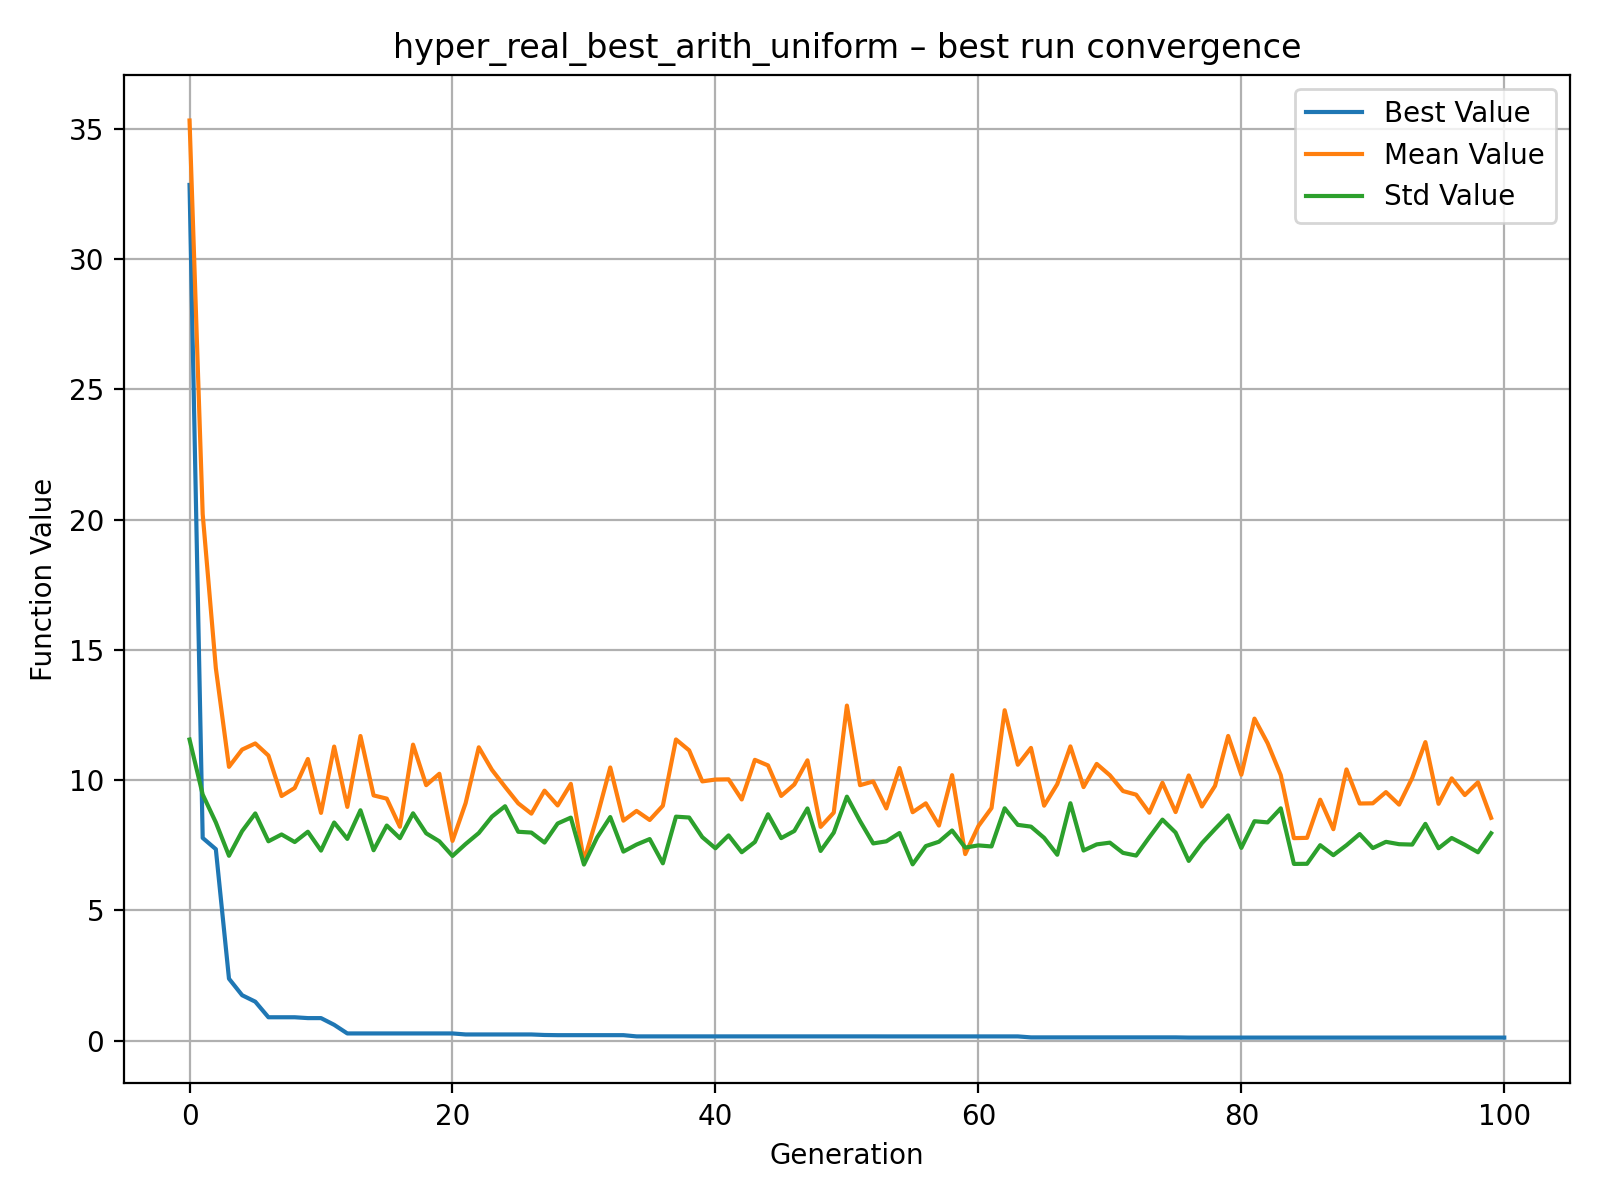 hyper_real_best_arith_uniform – best run convergence
Best Value
Mean Value
Std Value
35
30
25
20
15
10
5
0
Function Value
0 20 40 60 80 100
Generation